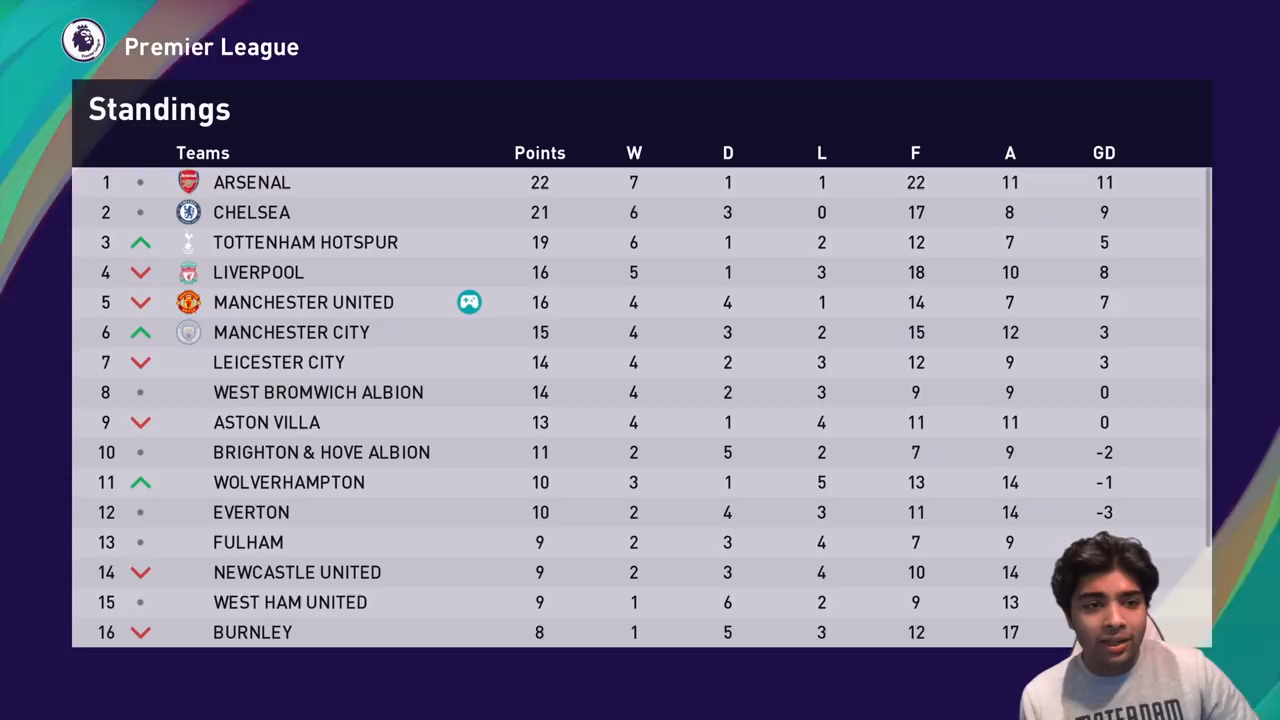 Premier League
Standings
Teams Points W D L F A GD
1 ARSENAL 22 7 1 1 22 11 11
2 CHELSEA 21 6 3 0 17 8 9
3 TOTTENHAM HOTSPUR 19 6 1 2 12 7 5
4 LIVERPOOL 16 5 1 3 18 10 8
5 MANCHESTER UNITED 16 4 4 1 14 7 7
6 MANCHESTER CITY 15 4 3 2 15 12 3
7 LEICESTER CITY 14 4 2 3 12 9 3
8 WEST BROMWICH ALBION 14 4 2 3 9 9 0
9 ASTON VILLA 13 4 1 4 11 11 0
10 BRIGHTON & HOVE ALBION 11 2 5 2 7 9 -2
11 WOLVERHAMPTON 10 3 1 5 13 14 -1
12 EVERTON 10 2 4 3 11 14 -3
13 FULHAM 9 2 3 4 7 9
14 NEWCASTLE UNITED 9 2 3 4 10 14
15 WEST HAM UNITED 9 1 6 2 9 13
16 BURNLEY 8 1 5 3 12 17